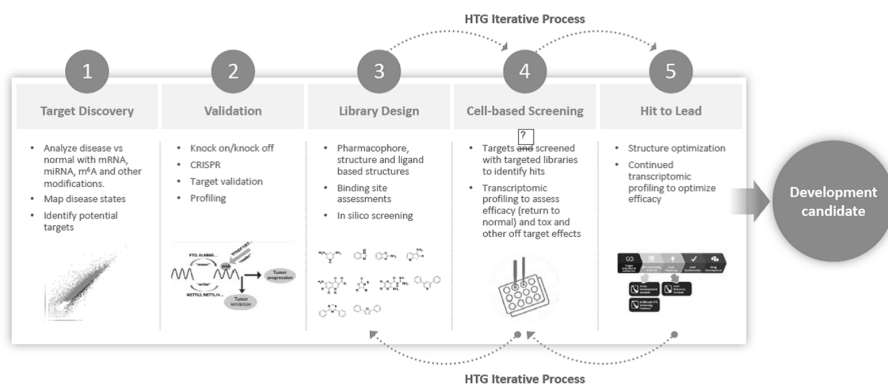 HTG Iterative Process
1
2
3
4
5
Target Discovery
Validation
Library Design
Cell-based Screening
Hit to Lead
?
• Analyze disease vs
normal with mRNA,
miRNA, m⁶A and other
modifications.
• Map disease states
• Identify potential
targets
• Knock on/knock off
• CRISPR
• Target validation
• Profiling
• Pharmacophore,
structure and ligand
based structures
• Binding site
assessments
• In silico screening
• Targets and screened
with targeted libraries
to identify hits
• Transcriptomic
profiling to assess
efficacy (return to
normal) and tox and
other off target effects
• Structure optimization
• Continued
transcriptomic
profiling to optimize
efficacy
Development
candidate
FTO, ALKBH5...
METTL3, METTL14...
Tumor
progression
Tumor
HTG Iterative Process